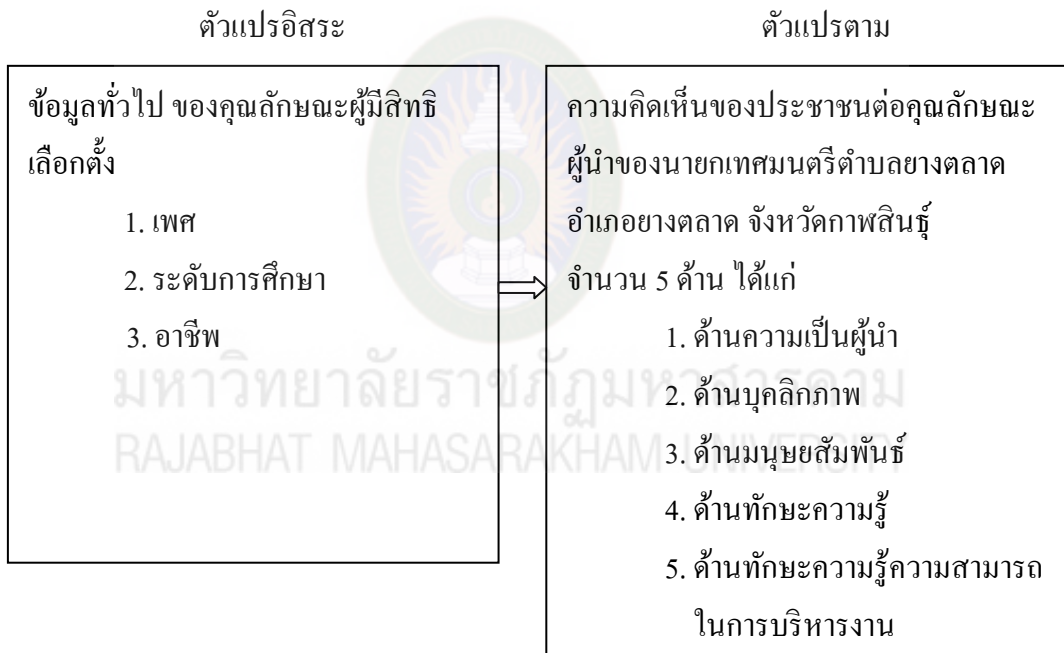 ตัวแปรอิสระ
ข้อมูลทั่วไป ของคุณลักษณะผู้มีสิทธิ
เลือกตั้ง
1. เพศ
2. ระดับการศึกษา
3. อาชีพ
ตัวแปรตาม
ความคิดเห็นของประชาชนต่อคุณลักษณะ
ผู้นำของนายกเทศมนตรีตำบลยางตลาด
อำเภอยางตลาด จังหวัดกาฬสินธุ์
จำนวน 5 ด้าน ได้แก่
1. ด้านความเป็นผู้นำ
2. ด้านบุคลิกภาพ
3. ด้านมนุษยสัมพันธ์
4. ด้านทักษะความรู้
5. ด้านทักษะความรู้ความสามารถ
ในการบริหารงาน
มหาวิทยาลัยราชภัฏมหาสารคาม
RAJABHAT MAHASARAKHAM UNIVERSITY